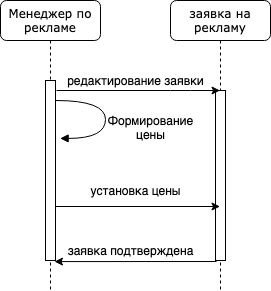 Менеджер по
рекламе
заявка на
рекламу
редактирование заявки
Формирование
цены
установка цены
заявка подтверждена